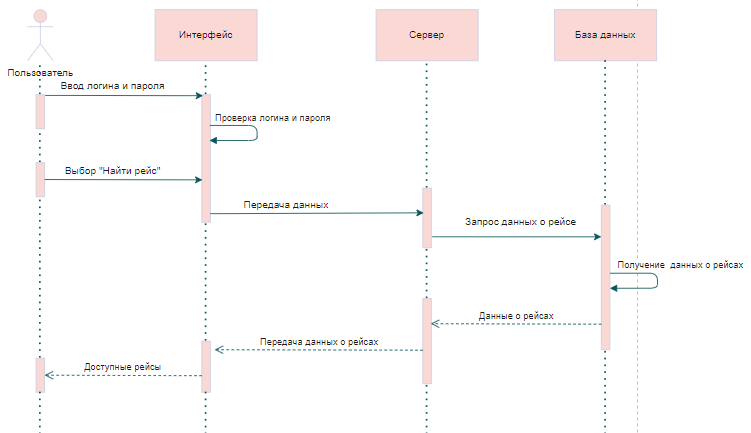 Интерфейс
Сервер
База данных
Пользователь
Ввод логина и пароля
Проверка логина и пароля
Выбор "Найти рейс"
Передача данных
Запрос данных о рейсе
Получение данных о рейсах
Данные о рейсах
Передача данных о рейсах
Доступные рейсы